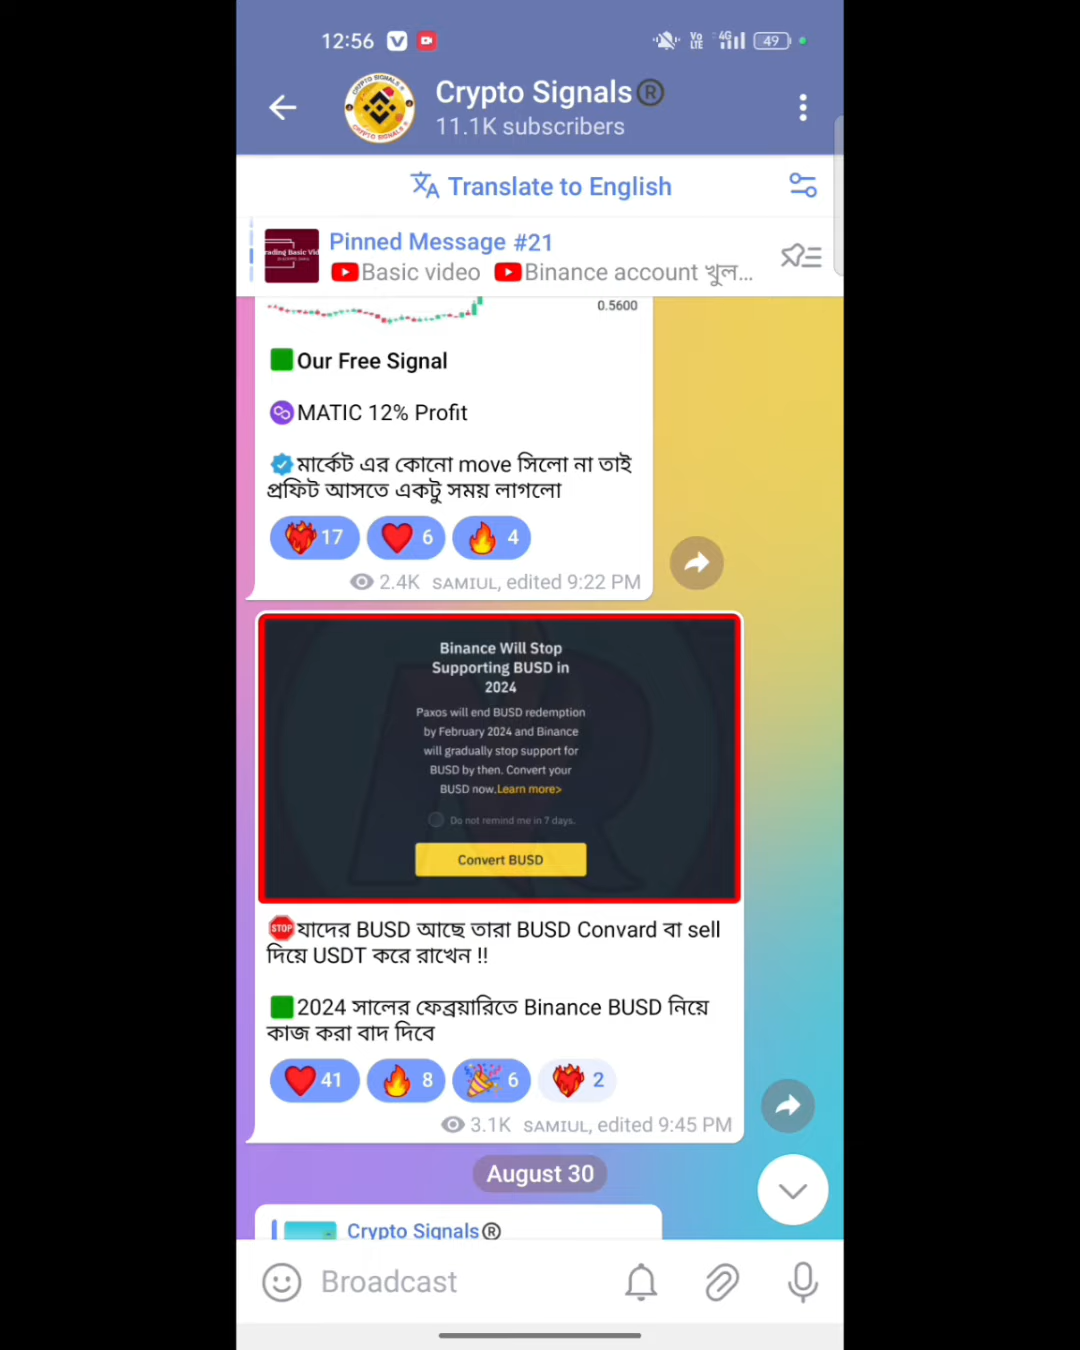 12:56
Vo LTE 4G 49
Crypto Signals®
11.1K subscribers
Translate to English
Pinned Message #21
Basic video Binance account খুল...
0.5600
Our Free Signal
MATIC 12% Profit
মার্কেট এর কোনো move সিলো না তাই
প্রফিট আসতে একটু সময় লাগলো
17 6 4
2.4K SAMIUL, edited 9:22 PM
Binance Will Stop
Supporting BUSD in
2024
Paxos will end BUSD redemption
by February 2024 and Binance
will gradually stop support for
BUSD by then. Convert your
BUSD now.Learn more>
Do not remind me in 7 days.
Convert BUSD
STOP যাদের BUSD আছে তারা BUSD Convard বা sell
দিয়ে USDT করে রাখেন !!
2024 সালের ফেব্রয়ারিতে Binance BUSD নিয়ে
কাজ করা বাদ দিবে
41 8 6 2
3.1K SAMIUL, edited 9:45 PM
August 30
Crypto Signals®
Broadcast